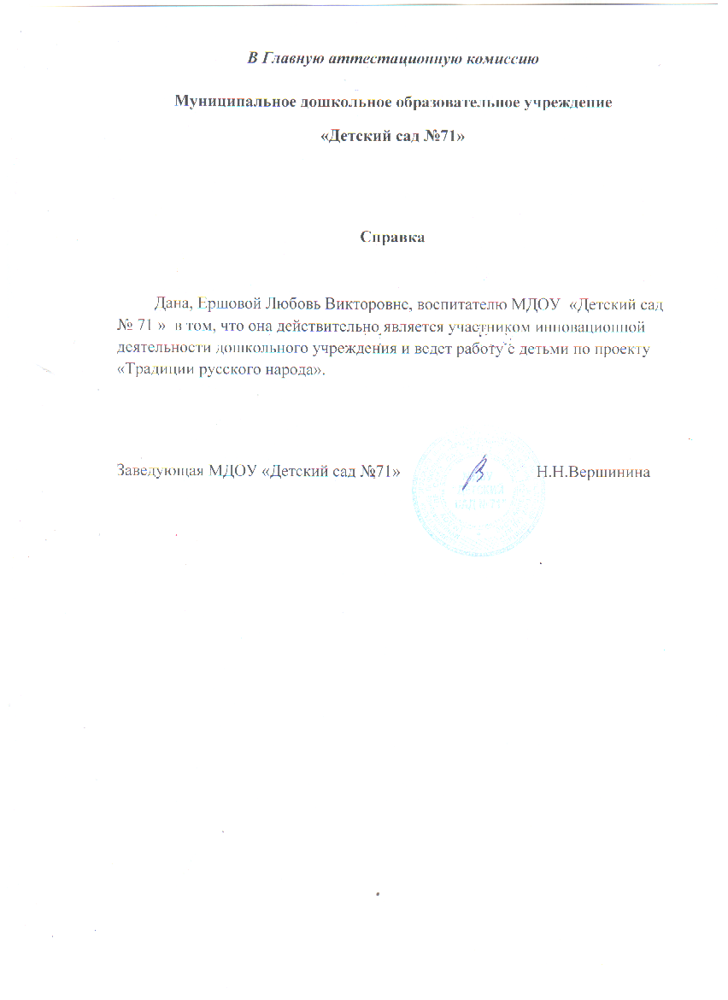 В Главную аттестационную комиссию
Муниципальное дошкольное образовательное учреждение
«Детский сад №71»
Справка
Дана, Ершовой Любовь Викторовне, воспитателю МДОУ «Детский сад
№ 71 » в том, что она действительно является участником инновационной
деятельности дошкольного учреждения и ведет работу с детьми по проекту
«Традиции русского народа».
Заведующая МДОУ «Детский сад №71» Н.Н.Вершинина